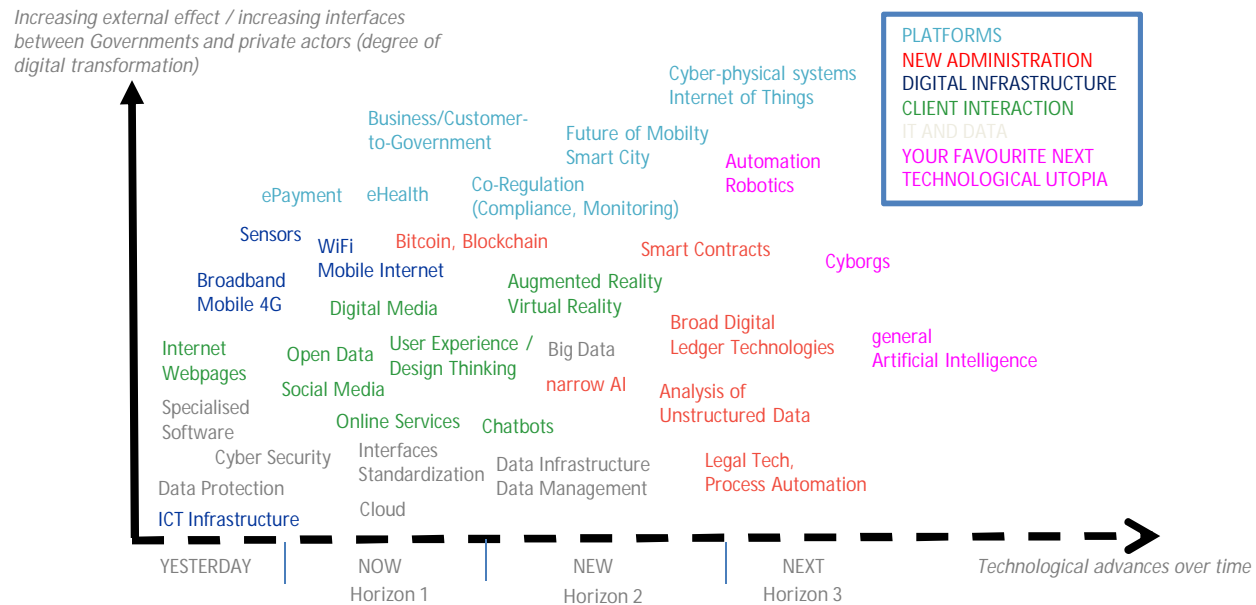 Increasing external effect / increasing interfaces
between Governments and private actors (degree of
digital transformation)
PLATFORMS
NEW ADMINISTRATION
DIGITAL INFRASTRUCTURE
CLIENT INTERACTION
IT AND DATA
YOUR FAVOURITE NEXT
TECHNOLOGICAL UTOPIA
Cyber-physical systems
Internet of Things
Business/Customer-
to-Government
Future of Mobilty
Smart City
Automation
Robotics
ePayment
eHealth
Co-Regulation
(Compliance, Monitoring)
Sensors
WiFi
Mobile Internet
Bitcoin, Blockchain
Smart Contracts
Cyborgs
Broadband
Mobile 4G
Digital Media
Augmented Reality
Virtual Reality
Broad Digital
Ledger Technologies
general
Artificial Intelligence
Internet
Webpages
Open Data
User Experience /
Design Thinking
Big Data
Social Media
narrow AI
Analysis of
Unstructured Data
Specialised
Software
Online Services
Chatbots
Cyber Security
Interfaces
Standardization
Data Infrastructure
Data Management
Legal Tech,
Process Automation
Data Protection
Cloud
ICT Infrastructure
YESTERDAY
NOW
Horizon 1
NEW
Horizon 2
NEXT
Horizon 3
Technological advances over time